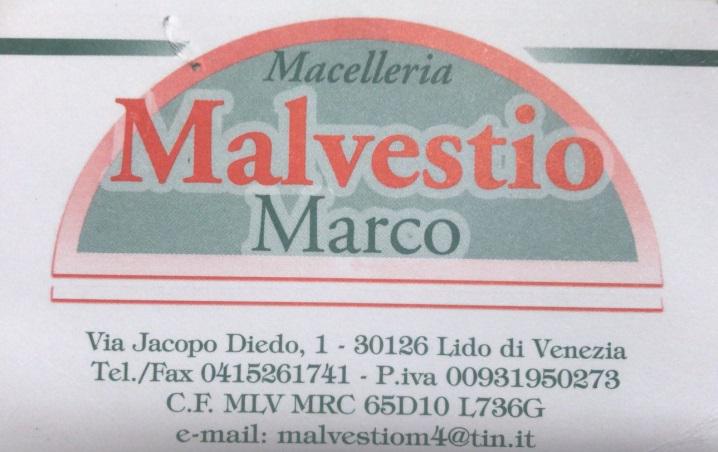 Macelleria
Malvestio
Marco
Via Jacopo Diedo, 1 - 30126 Lido di Venezia
Tel./Fax 0415261741 - P.iva 00931950273
C.F. MLV MRC 65D10 L736G
e-mail: malvestiom4@tin.it